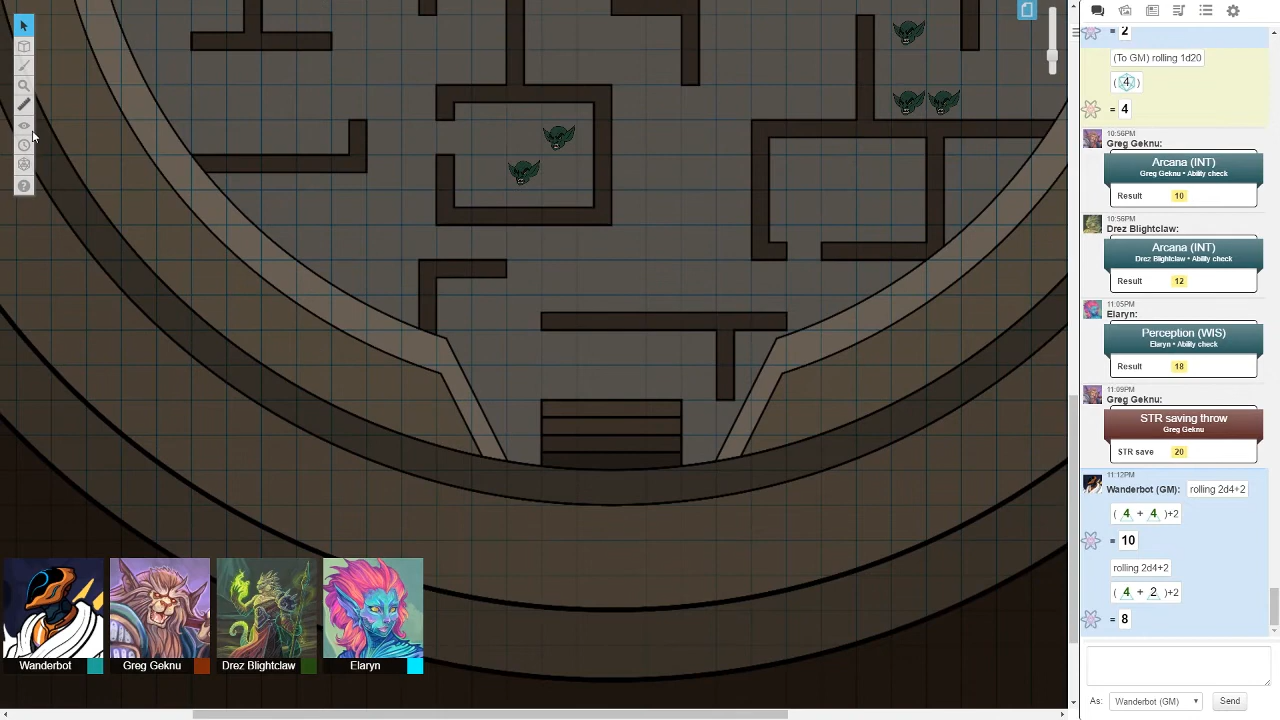 = 2
(To GM) rolling 1d20
( 4 )
= 4
10:56PM
Greg Geknu:
Arcana (INT)
Greg Geknu • Ability check
Result 10
10:56PM
Drez Blightclaw:
Arcana (INT)
Drez Blightclaw • Ability check
Result 12
11:05PM
Elaryn:
Perception (WIS)
Elaryn • Ability check
Result 18
11:09PM
Greg Geknu:
STR saving throw
Greg Geknu
STR save 20
11:12PM
Wanderbot (GM): rolling 2d4+2
( 4 + 4 )+2
= 10
rolling 2d4+2
( 4 + 2 )+2
= 8
As: Wanderbot (GM) Send
Wanderbot
Greg Geknu
Drez Blightclaw
Elaryn